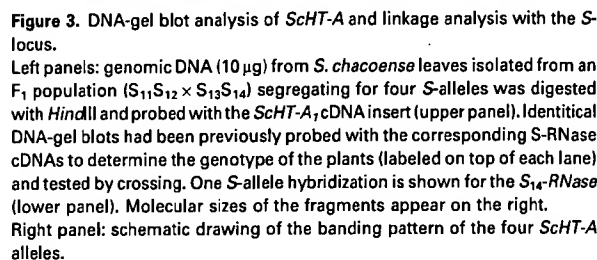 Figure 3. DNA-gel blot analysis of ScHT-A and linkage analysis with the S-
locus.
Left panels: genomic DNA (10 µg) from S. chacoense leaves isolated from an
F₁ population (S₁₁S₁₂ × S₁₃S₁₄) segregating for four S-alleles was digested
with HindIII and probed with the ScHT-A₁ cDNA insert (upper panel). Identitical
DNA-gel blots had been previously probed with the corresponding S-RNase
cDNAs to determine the genotype of the plants (labeled on top of each lane)
and tested by crossing. One S-allele hybridization is shown for the S₁₄-RNase
(lower panel). Molecular sizes of the fragments appear on the right.
Right panel: schematic drawing of the banding pattern of the four ScHT-A
alleles.